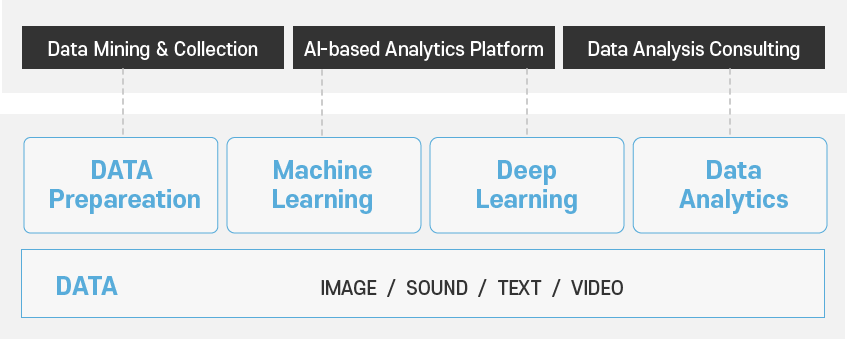 Data Mining & Collection
AI-based Analytics Platform
Data Analysis Consulting
DATA
Prepareation
Machine
Learning
Deep
Learning
Data
Analytics
DATA
IMAGE / SOUND / TEXT / VIDEO